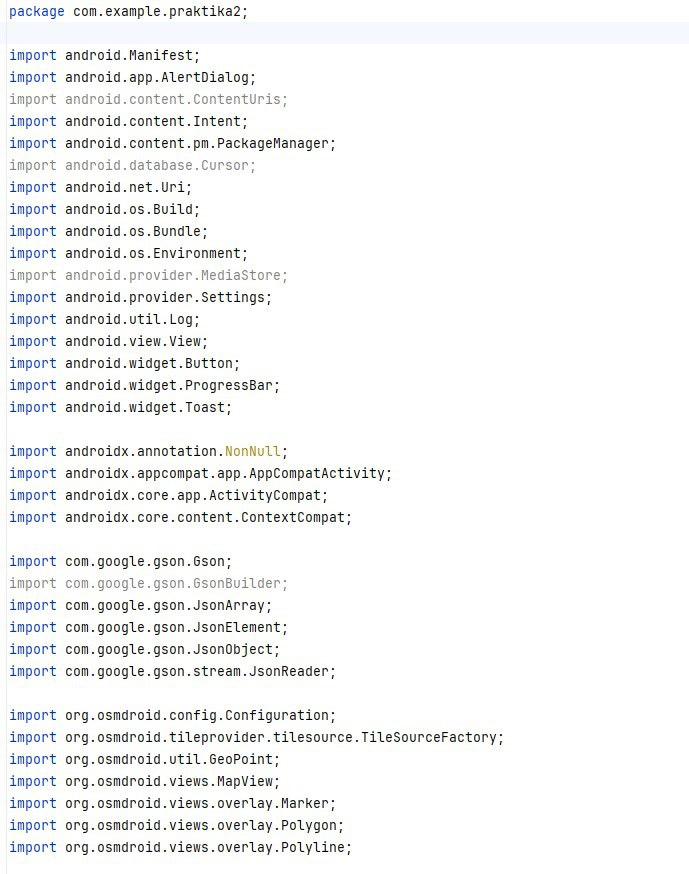 package com.example.praktika2;
import android.Manifest;
import android.app.AlertDialog;
import android.content.ContentUris;
import android.content.Intent;
import android.content.pm.PackageManager;
import android.database.Cursor;
import android.net.Uri;
import android.os.Build;
import android.os.Bundle;
import android.os.Environment;
import android.provider.MediaStore;
import android.provider.Settings;
import android.util.Log;
import android.view.View;
import android.widget.Button;
import android.widget.ProgressBar;
import android.widget.Toast;
import androidx.annotation.NonNull;
import androidx.appcompat.app.AppCompatActivity;
import androidx.core.app.ActivityCompat;
import androidx.core.content.ContextCompat;
import com.google.gson.Gson;
import com.google.gson.GsonBuilder;
import com.google.gson.JsonArray;
import com.google.gson.JsonElement;
import com.google.gson.JsonObject;
import com.google.gson.stream.JsonReader;
import org.osmdroid.config.Configuration;
import org.osmdroid.tileprovider.tilesource.TileSourceFactory;
import org.osmdroid.util.GeoPoint;
import org.osmdroid.views.MapView;
import org.osmdroid.views.overlay.Marker;
import org.osmdroid.views.overlay.Polygon;
import org.osmdroid.views.overlay.Polyline;